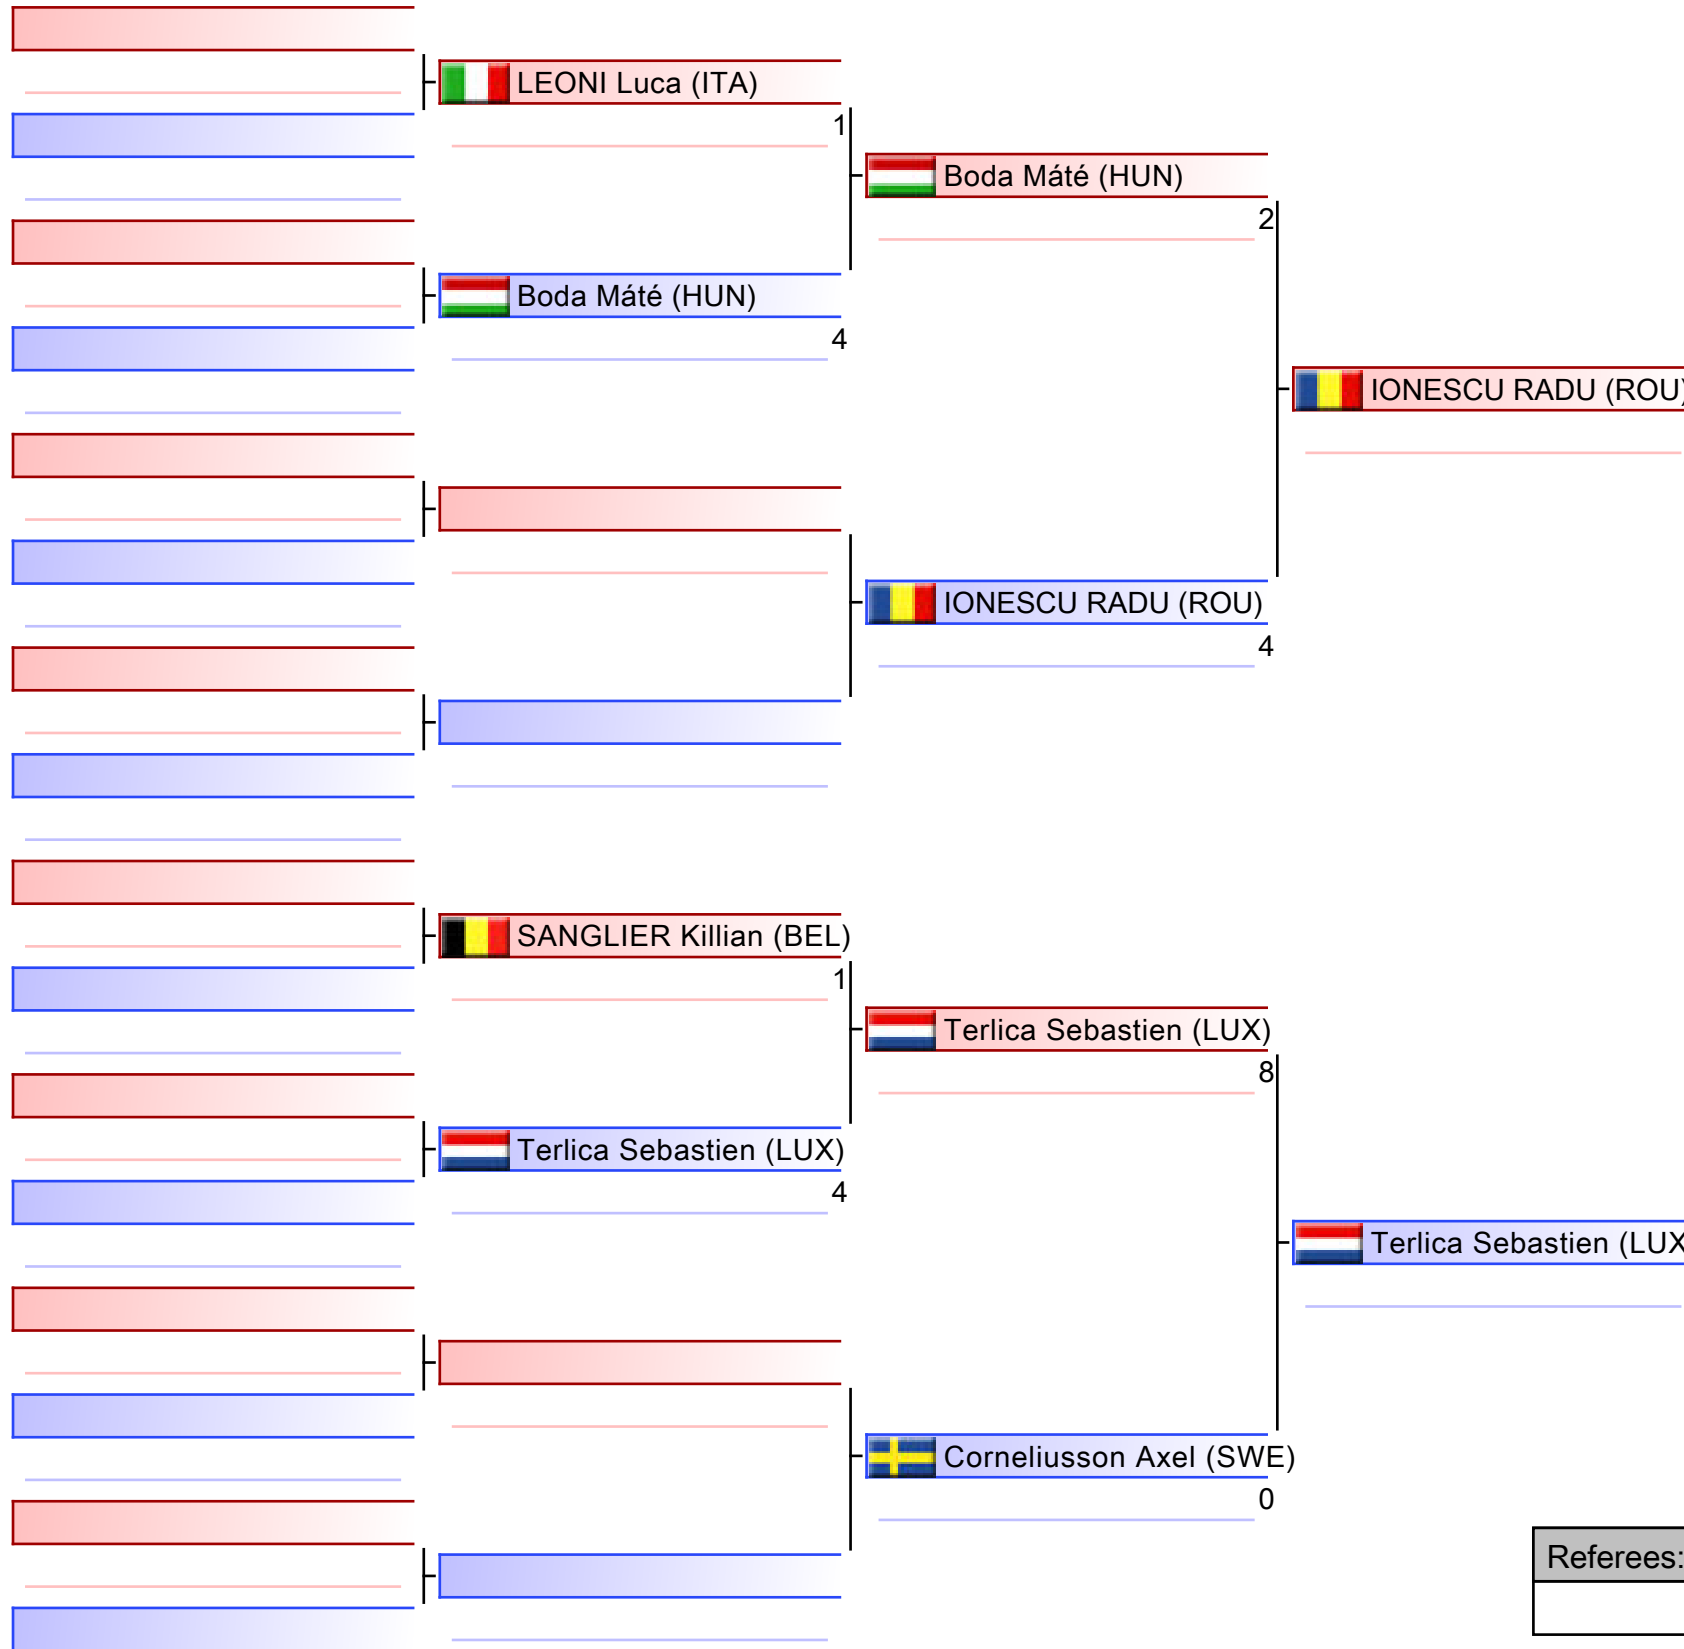 LEONI Luca (ITA)
1
Boda Máté (HUN)
2
Boda Máté (HUN)
4
IONESCU RADU (ROU)
IONESCU RADU (ROU)
4
SANGLIER Killian (BEL)
1
Terlica Sebastien (LUX)
8
Terlica Sebastien (LUX)
4
Terlica Sebastien (LUX
Corneliusson Axel (SWE)
0
Referees: